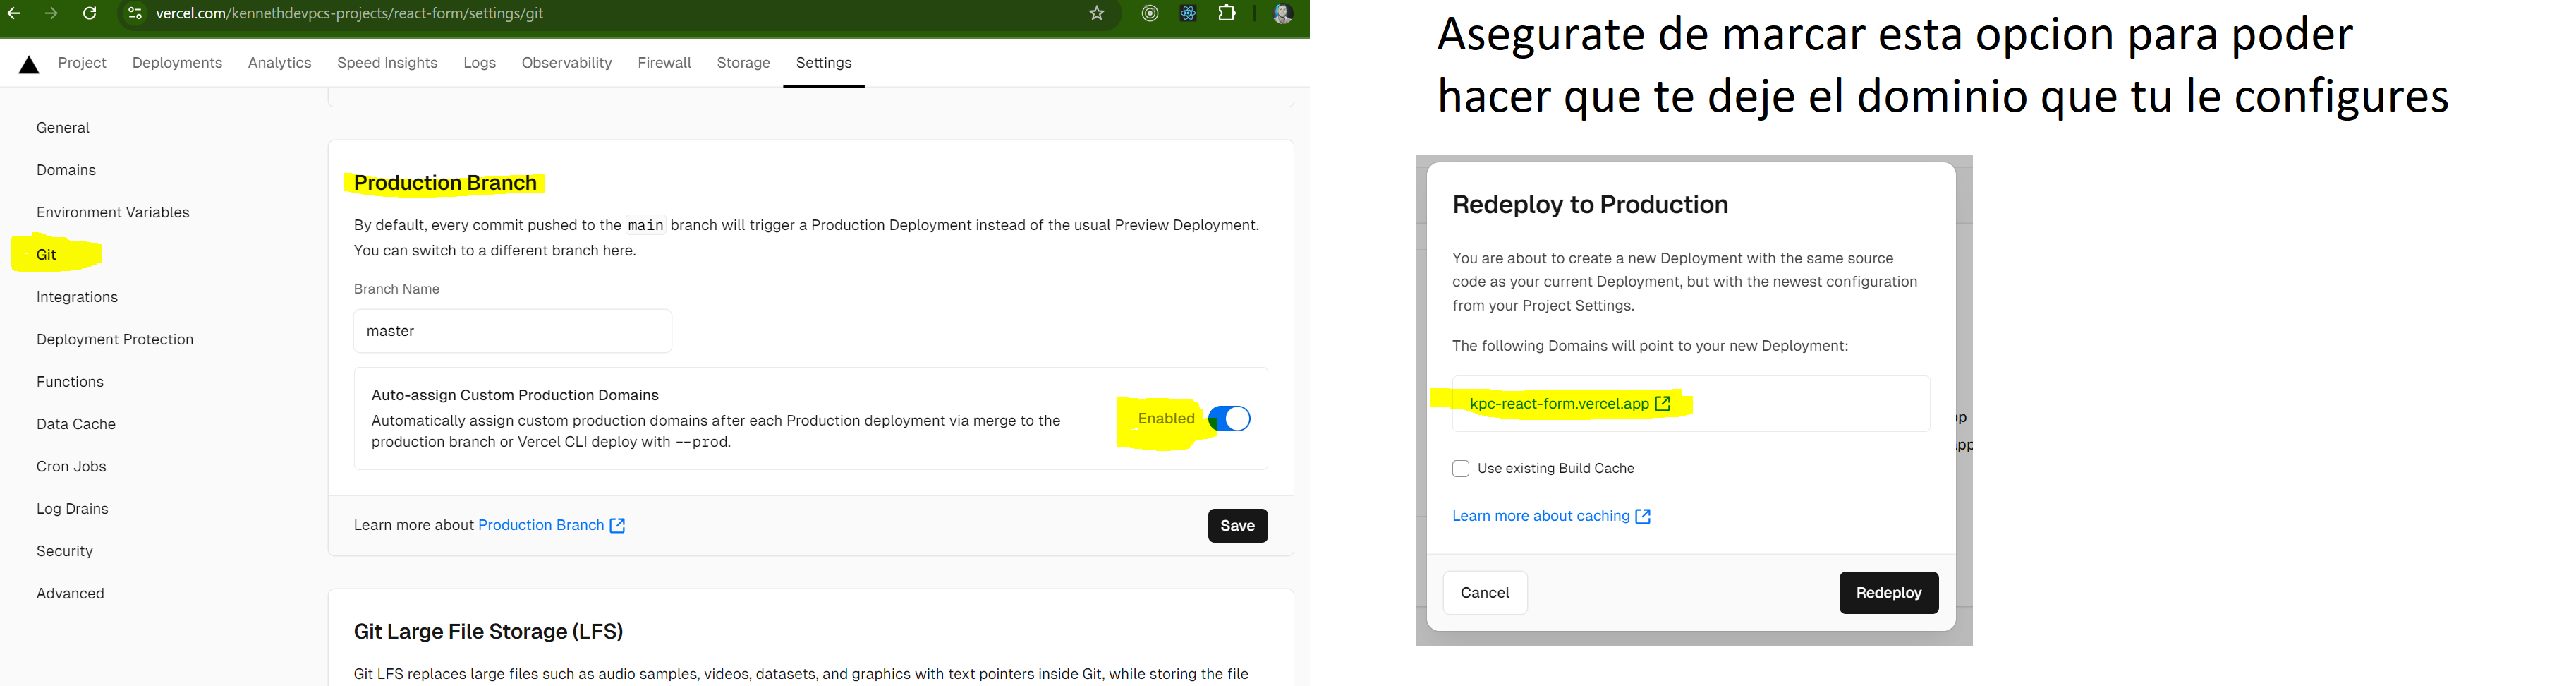 vercel.com/kennethdevpcs-projects/react-form/settings/git
Project Deployments Analytics Speed Insights Logs Observability Firewall Storage Settings
General
Domains
Environment Variables
Git
Integrations
Deployment Protection
Functions
Data Cache
Cron Jobs
Log Drains
Security
Advanced
Production Branch
By default, every commit pushed to the main branch will trigger a Production Deployment instead of the usual Preview Deployment.
You can switch to a different branch here.
Branch Name
master
Auto-assign Custom Production Domains
Automatically assign custom production domains after each Production deployment via merge to the
production branch or Vercel CLI deploy with --prod.
Enabled
Learn more about Production Branch
Save
Git Large File Storage (LFS)
Git LFS replaces large files such as audio samples, videos, datasets, and graphics with text pointers inside Git, while storing the file
Asegurate de marcar esta opcion para poder
hacer que te deje el dominio que tu le configures
Redeploy to Production
You are about to create a new Deployment with the same source
code as your current Deployment, but with the newest configuration
from your Project Settings.
The following Domains will point to your new Deployment:
kpc-react-form.vercel.app
Use existing Build Cache
Learn more about caching
Cancel
Redeploy